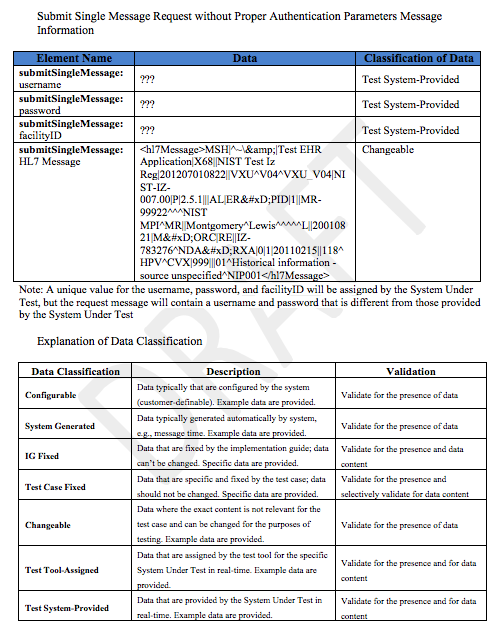 Submit Single Message Request without Proper Authentication Parameters Message
Information
Element Name Data Classification of Data
submitSingleMessage:
username
??? Test System-Provided
submitSingleMessage:
password
??? Test System-Provided
submitSingleMessage:
facilityID
??? Test System-Provided
submitSingleMessage:
HL7 Message
<hl7Message>MSH|^~\&amp;|Test EHR
Application|X68||NIST Test Iz
Reg|201207010822||VXU^V04^VXU_V04|NI
ST-IZ-
007.00|P|2.5.1|||AL|ER&#xD;PID|1||MR-
99922^^^NIST
MPI^MR||Montgomery^Lewis^^^^^L||200108
21|M&#xD;ORC|RE||IZ-
783276^NDA&#xD;RXA|0|1|20110215||118^
HPV^CVX|999|||01^Historical information -
source unspecified^NIP001</hl7Message>
Changeable
Note: A unique value for the username, password, and facilityID will be assigned by the System Under
Test, but the request message will contain a username and password that is different from those provided
by the System Under Test
Explanation of Data Classification
Data Classification Description Validation
Configurable
Data typically that are configured by the system
(customer-definable). Example data are provided.
Validate for the presence of data
System Generated
Data typically generated automatically by system,
e.g., message time. Example data are provided.
Validate for the presence of data
IG Fixed
Data that are fixed by the implementation guide; data
can't be changed. Specific data are provided.
Validate for the presence and data
content
Test Case Fixed
Data that are specific and fixed by the test case; data
should not be changed. Specific data are provided.
Validate for the presence and
selectively validate for data content
Changeable
Data where the exact content is not relevant for the
test case and can be changed for the purposes of
testing. Example data are provided.
Validate for the presence of data
Test Tool-Assigned
Data that are assigned by the test tool for the specific
System Under Test in real-time. Example data are
provided.
Validate for the presence and for data
content
Test System-Provided
Data that are provided by the System Under Test in
real-time. Example data are provided.
Validate for the presence and for data
content
DRAFT